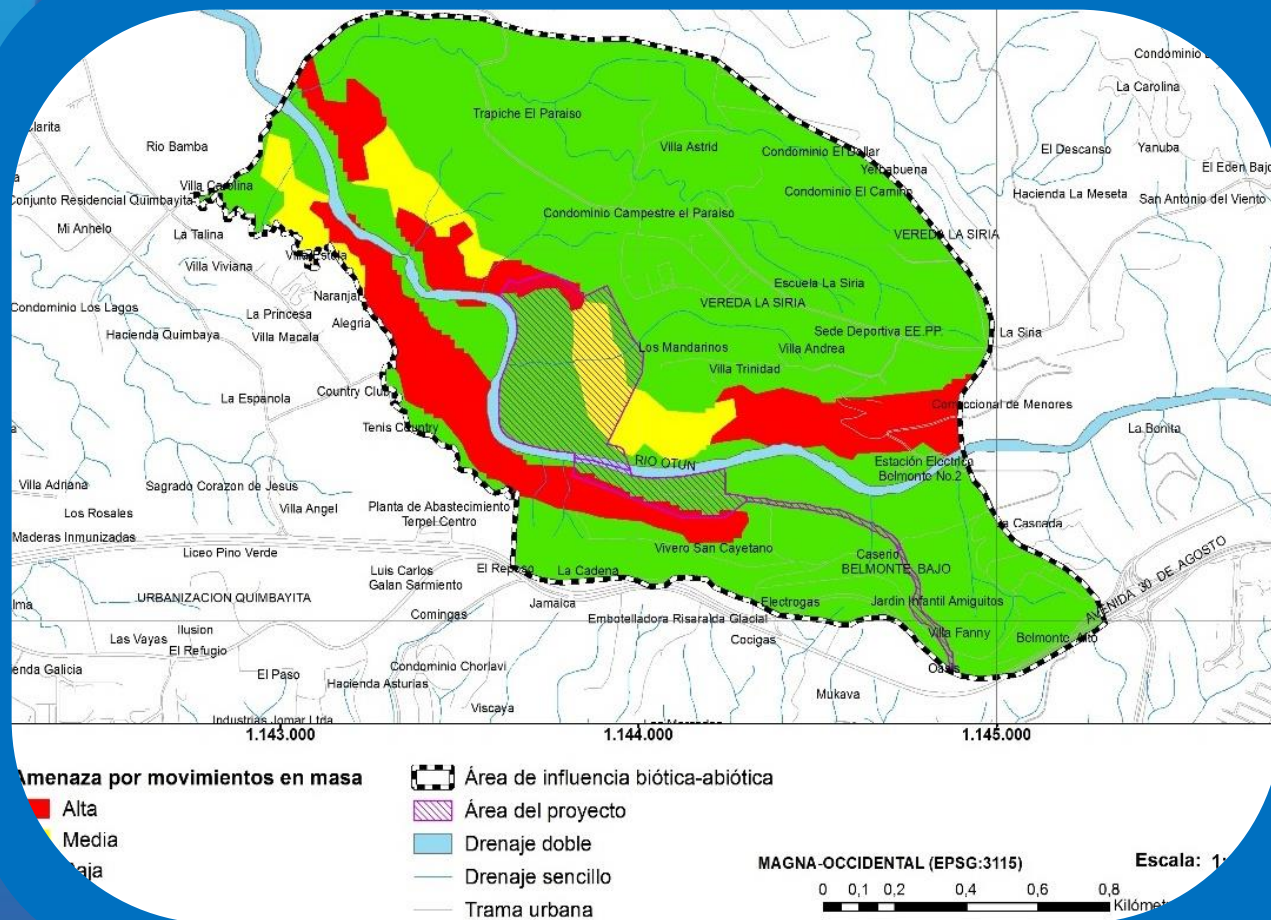 Condominio
La Carolina
Trapiche El Paraiso
Clarita
Rio Bamba
Villa Astrid
Condominio El Dollar
El Descanso
Yanuba
Yerbabuena
El Eden Bajo
Villa Carolina
Condominio El Camino
Hacienda La Meseta
San Antonio del Viento
Conjunto Residencial Quimbayita
Condominio Campestre el Paraiso
Mi Anhelo
La Talina
VEREDA LA SIRIA
Villa Estela
Villa Viviana
Escuela La Siria
Naranjal
VEREDA LA SIRIA
Condominio Los Lagos
La Princesa
Alegria
Sede Deportiva EE.PP.
La Siria
Hacienda Quimbaya
Villa Macala
Los Mandarinos
Villa Andrea
Villa Trinidad
Country Club
La Espanola
Correccional de Menores
Tenis Country
La Bonita
RIO OTUN
Estación Electrica
Belmonte No.2
Villa Adriana
Sagrado Corazon de Jesus
Villa Angel
Planta de Abastecimiento
Terpel Centro
Los Rosales
La Cascada
Maderas Inmunizadas
Liceo Pino Verde
Vivero San Cayetano
Caserio
BELMONTE BAJO
El Reposo
La Cadena
Luis Carlos
Galan Sarmiento
AVENIDA 30 DE AGOSTO
URBANIZACION QUIMBAYITA
Jamaica
Electrogas
Jardin Infantil Amiguitos
Comingas
Embotelladora Risaralda Glacial
Ilusion
Las Vayas
Cocigas
Villa Fanny
Belmonte Alto
El Refugio
enda Galicia
El Paso
Condominio Chorlavi
Oasis
Hacienda Asturias
Mukava
Viscaya
Industrias Jomar Ltda
Las Mercedes
1.143.000
1.144.000
1.145.000
Amenaza por movimientos en masa
Alta
Media
aja
Área de influencia biótica-abiótica
Área del proyecto
Drenaje doble
Drenaje sencillo
Trama urbana
MAGNA-OCCIDENTAL (EPSG:3115)
Escala: 1:
0 0,1 0,2 0,4 0,6 0,8
Kilómet